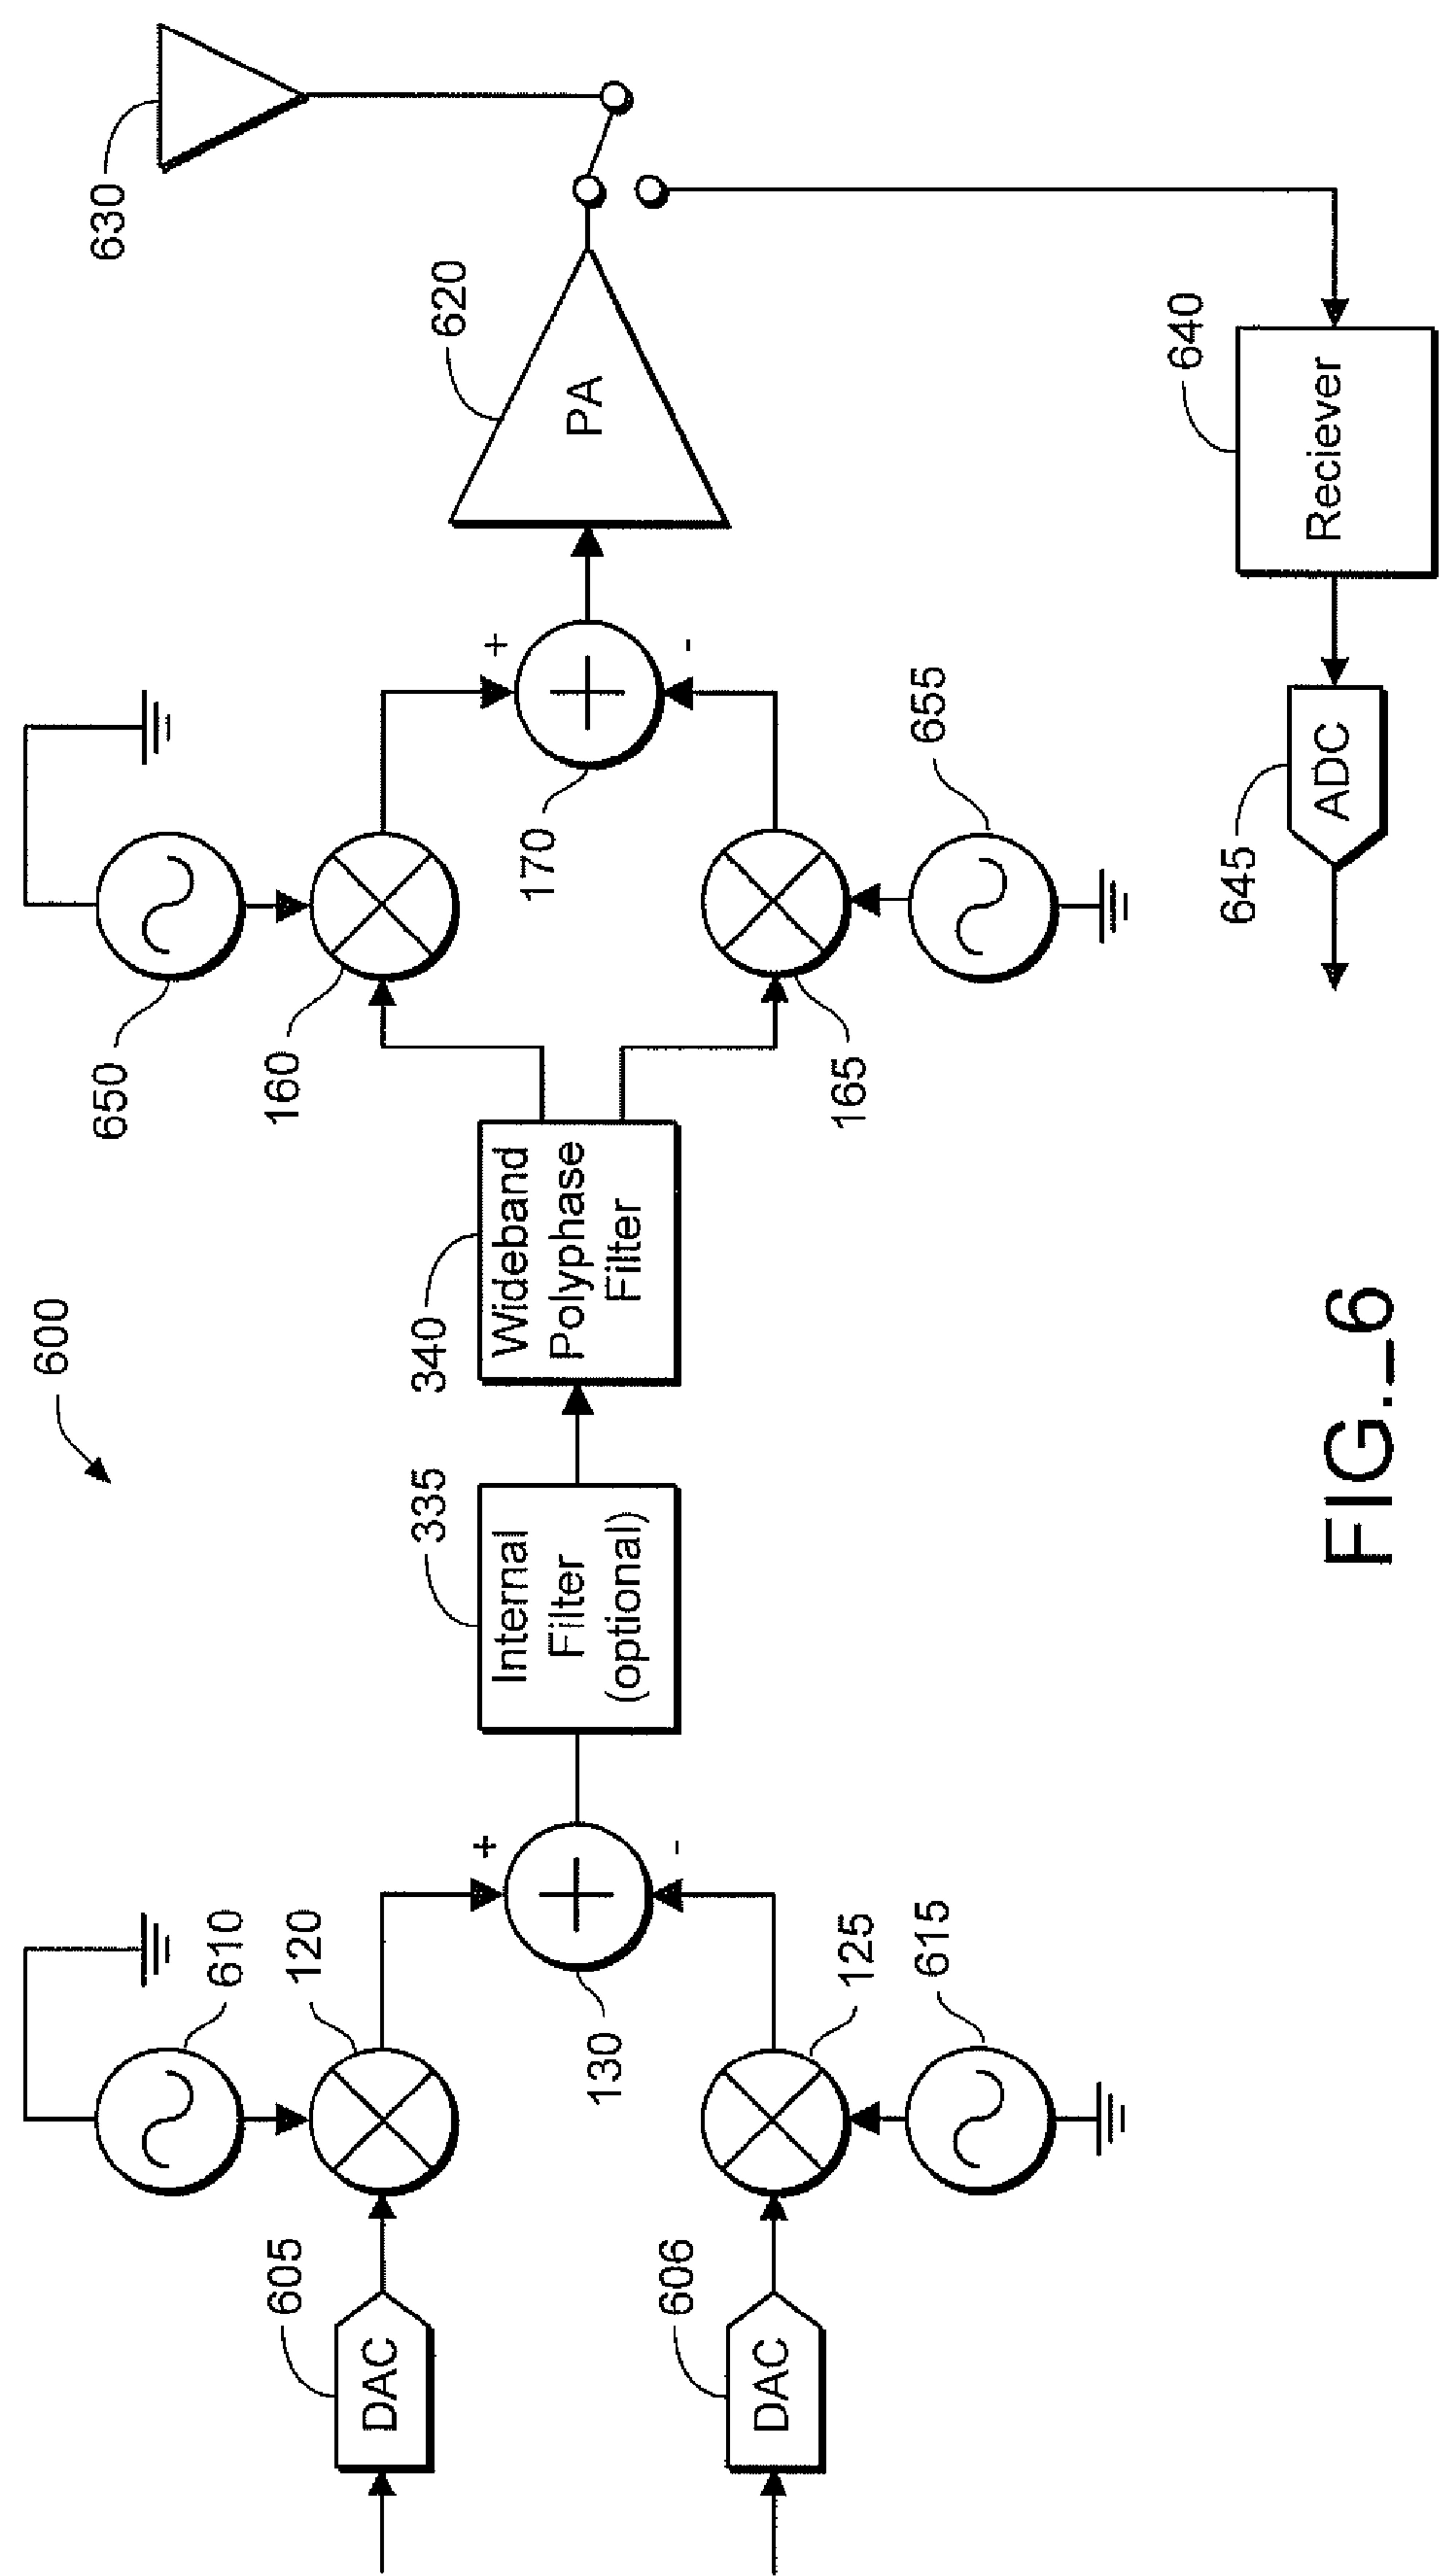 600
650
610
630
120
160
620
605
+
+
DAC
130
Internal
Filter
(optional)
335
Wideband
Polyphase
Filter
340
170
PA
606
-
-
DAC
125
165
615
655
640
Reciever
645
ADC
FIG._6